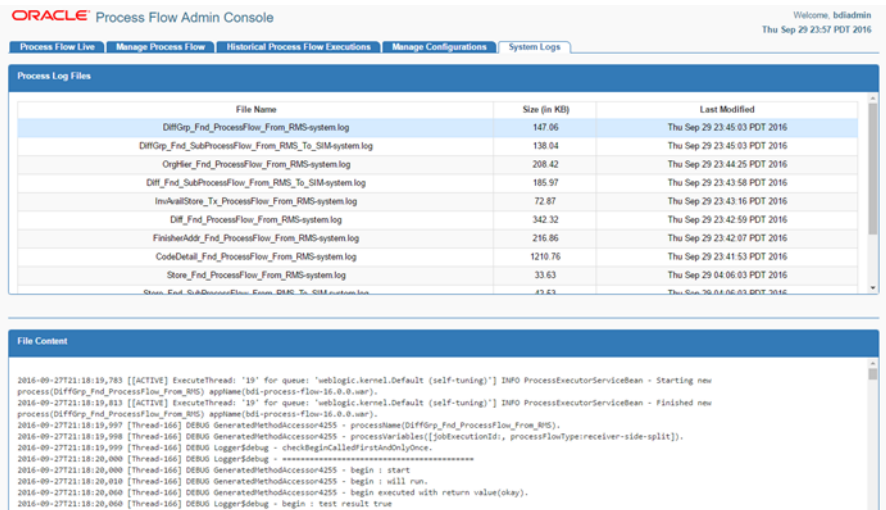 ORACLE Process Flow Admin Console
Welcome, bdiadmin
Thu Sep 29 23:57 PDT 2016
Process Flow Live Manage Process Flow Historical Process Flow Executions Manage Configurations System Logs
Process Log Files
File Name Size (in KB) Last Modified
DiffGrp_Fnd_ProcessFlow_From_RMS-system.log 147.06 Thu Sep 29 23:45:03 PDT 2016
DiffGrp_Fnd_SubProcessFlow_From_RMS_To_SIM-system.log 138.04 Thu Sep 29 23:45:03 PDT 2016
OrgHier_Fnd_ProcessFlow_From_RMS-system.log 208.42 Thu Sep 29 23:44:25 PDT 2016
Diff_Fnd_SubProcessFlow_From_RMS_To_SIM-system.log 185.97 Thu Sep 29 23:43:58 PDT 2016
InvAvailStore_Tx_ProcessFlow_From_RMS-system.log 72.87 Thu Sep 29 23:43:16 PDT 2016
Diff_Fnd_ProcessFlow_From_RMS-system.log 342.32 Thu Sep 29 23:42:59 PDT 2016
FinisherAddr_Fnd_ProcessFlow_From_RMS-system.log 216.86 Thu Sep 29 23:42:07 PDT 2016
CodeDetail_Fnd_ProcessFlow_From_RMS-system.log 1210.76 Thu Sep 29 23:41:53 PDT 2016
Store_Fnd_ProcessFlow_From_RMS-system.log 33.63 Thu Sep 29 04:06:03 PDT 2016
Store_Fnd_SubProcessFlow_From_RMS_To_SIM-system.log 42.53 Thu Sep 29 04:06:03 PDT 2016
File Content
2016-09-27T21:18:19,783 [[ACTIVE] ExecuteThread: '19' for queue: 'weblogic.kernel.Default (self-tuning)'] INFO ProcessExecutorServiceBean - Starting new
process(DiffGrp_Fnd_ProcessFlow_From_RMS) appName(bdi-process-flow-16.0.0.war).
2016-09-27T21:18:19,813 [[ACTIVE] ExecuteThread: '19' for queue: 'weblogic.kernel.Default (self-tuning)'] INFO ProcessExecutorServiceBean - Finished new
process(DiffGrp_Fnd_ProcessFlow_From_RMS) appName(bdi-process-flow-16.0.0.war).
2016-09-27T21:18:19,997 [Thread-166] DEBUG GeneratedMethodAccessor4255 - processName(DiffGrp_Fnd_ProcessFlow_From_RMS).
2016-09-27T21:18:19,998 [Thread-166] DEBUG GeneratedMethodAccessor4255 - processVariables([jobExecutionId:, processFlowType:receiver-side-split]).
2016-09-27T21:18:19,999 [Thread-166] DEBUG Logger$debug - checkBeginCalledFirstAndOnlyOnce.
2016-09-27T21:18:20,000 [Thread-166] DEBUG Logger$debug - ============================================
2016-09-27T21:18:20,000 [Thread-166] DEBUG GeneratedMethodAccessor4255 - begin : start
2016-09-27T21:18:20,010 [Thread-166] DEBUG GeneratedMethodAccessor4255 - begin : will run.
2016-09-27T21:18:20,060 [Thread-166] DEBUG GeneratedMethodAccessor4255 - begin executed with return value(okay).
2016-09-27T21:18:20,060 [Thread-166] DEBUG Logger$debug - begin : test result true